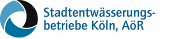 Stadtentwässerungs-
betriebe Köln, AöR